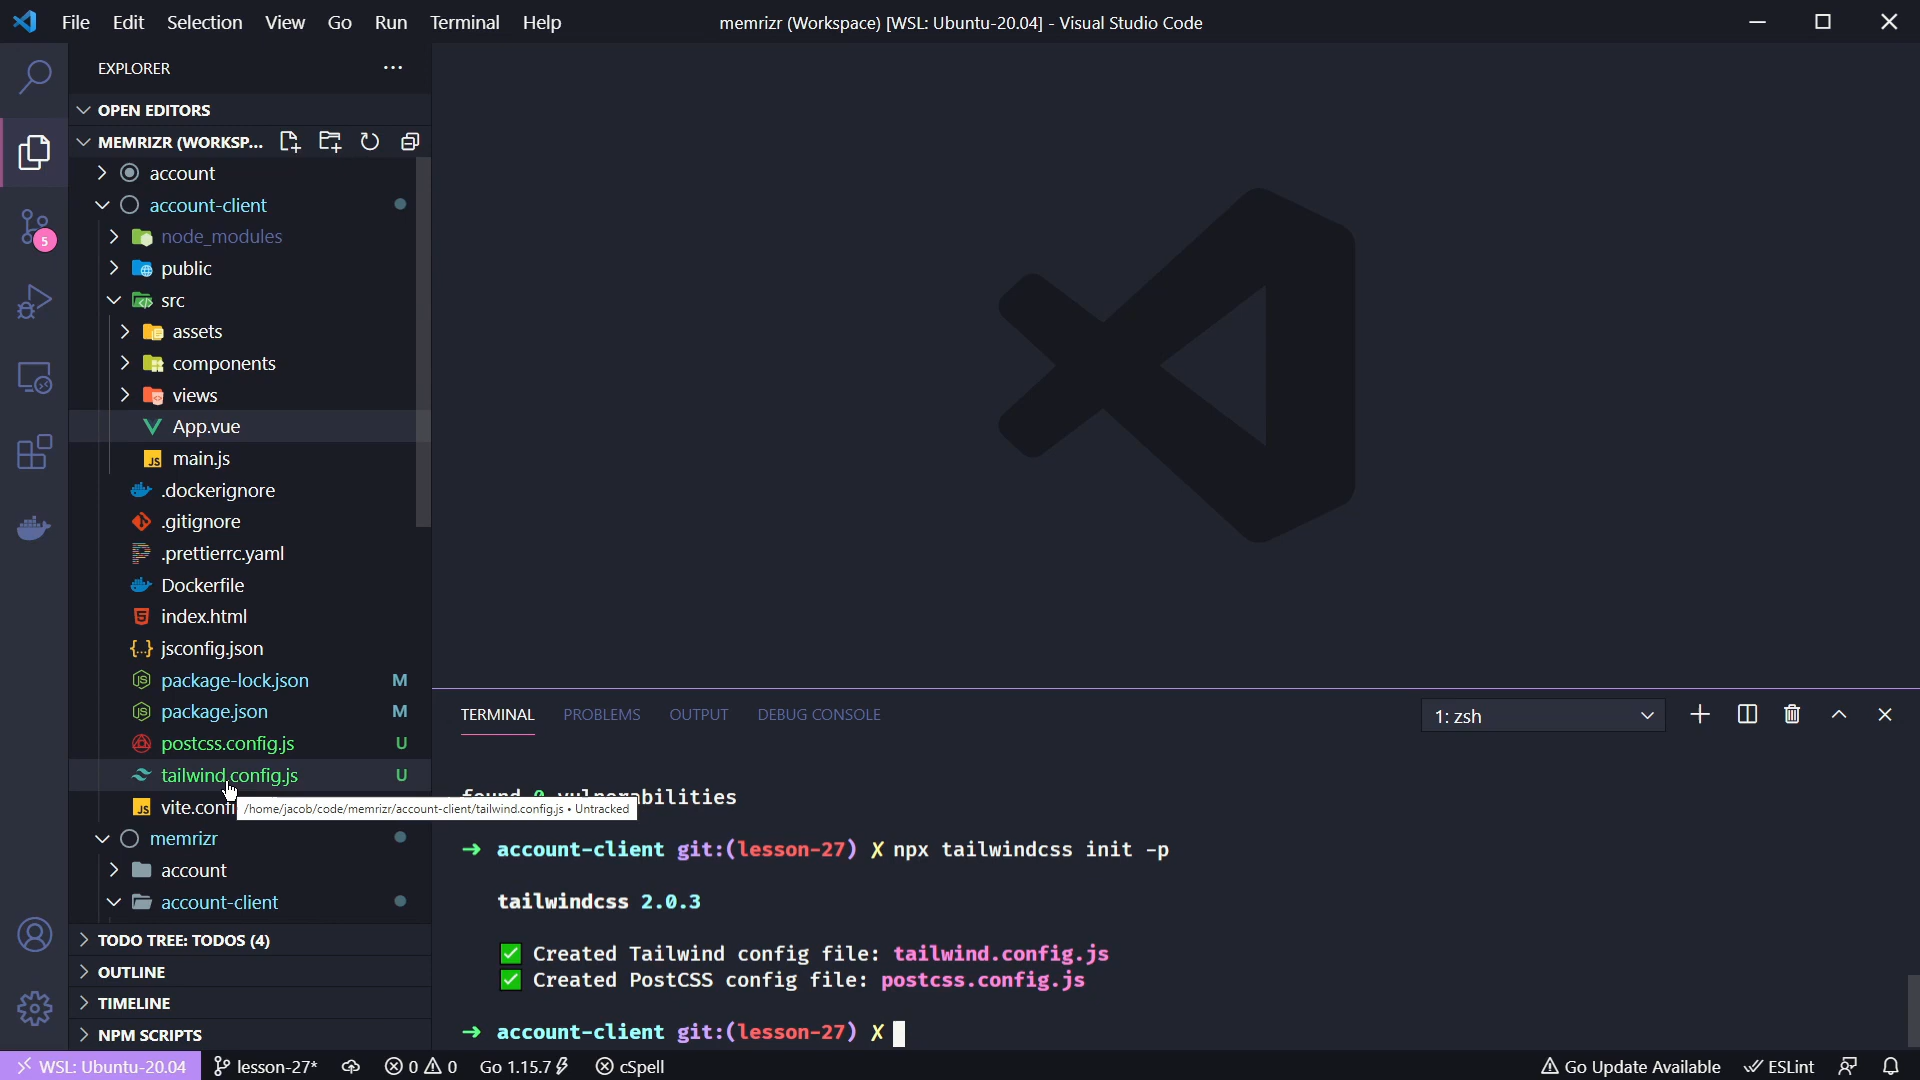 File Edit Selection View Go Run Terminal Help
memrizr (Workspace) [WSL: Ubuntu-20.04] - Visual Studio Code
EXPLORER
OPEN EDITORS
MEMRIZR (WORKSP...
account
account-client
node_modules
public
src
assets
components
views
App.vue
main.js
.dockerignore
.gitignore
.prettierrc.yaml
Dockerfile
index.html
jsconfig.json
package-lock.json M
package.json M
postcss.config.js U
tailwind.config.js U
vite.confi
/home/jacob/code/memrizr/account-client/tailwind.config.js • Untracked
memrizr
account
account-client
TODO TREE: TODOS (4)
OUTLINE
TIMELINE
NPM SCRIPTS
5
TERMINAL PROBLEMS OUTPUT DEBUG CONSOLE
1: zsh
found 0 vulnerabilities
→ account-client git:(lesson-27) ✗ npx tailwindcss init -p
tailwindcss 2.0.3
✅ Created Tailwind config file: tailwind.config.js
✅ Created PostCSS config file: postcss.config.js
→ account-client git:(lesson-27) ✗
WSL: Ubuntu-20.04 lesson-27* 0 0 Go 1.15.7 cSpell
Go Update Available ESLint